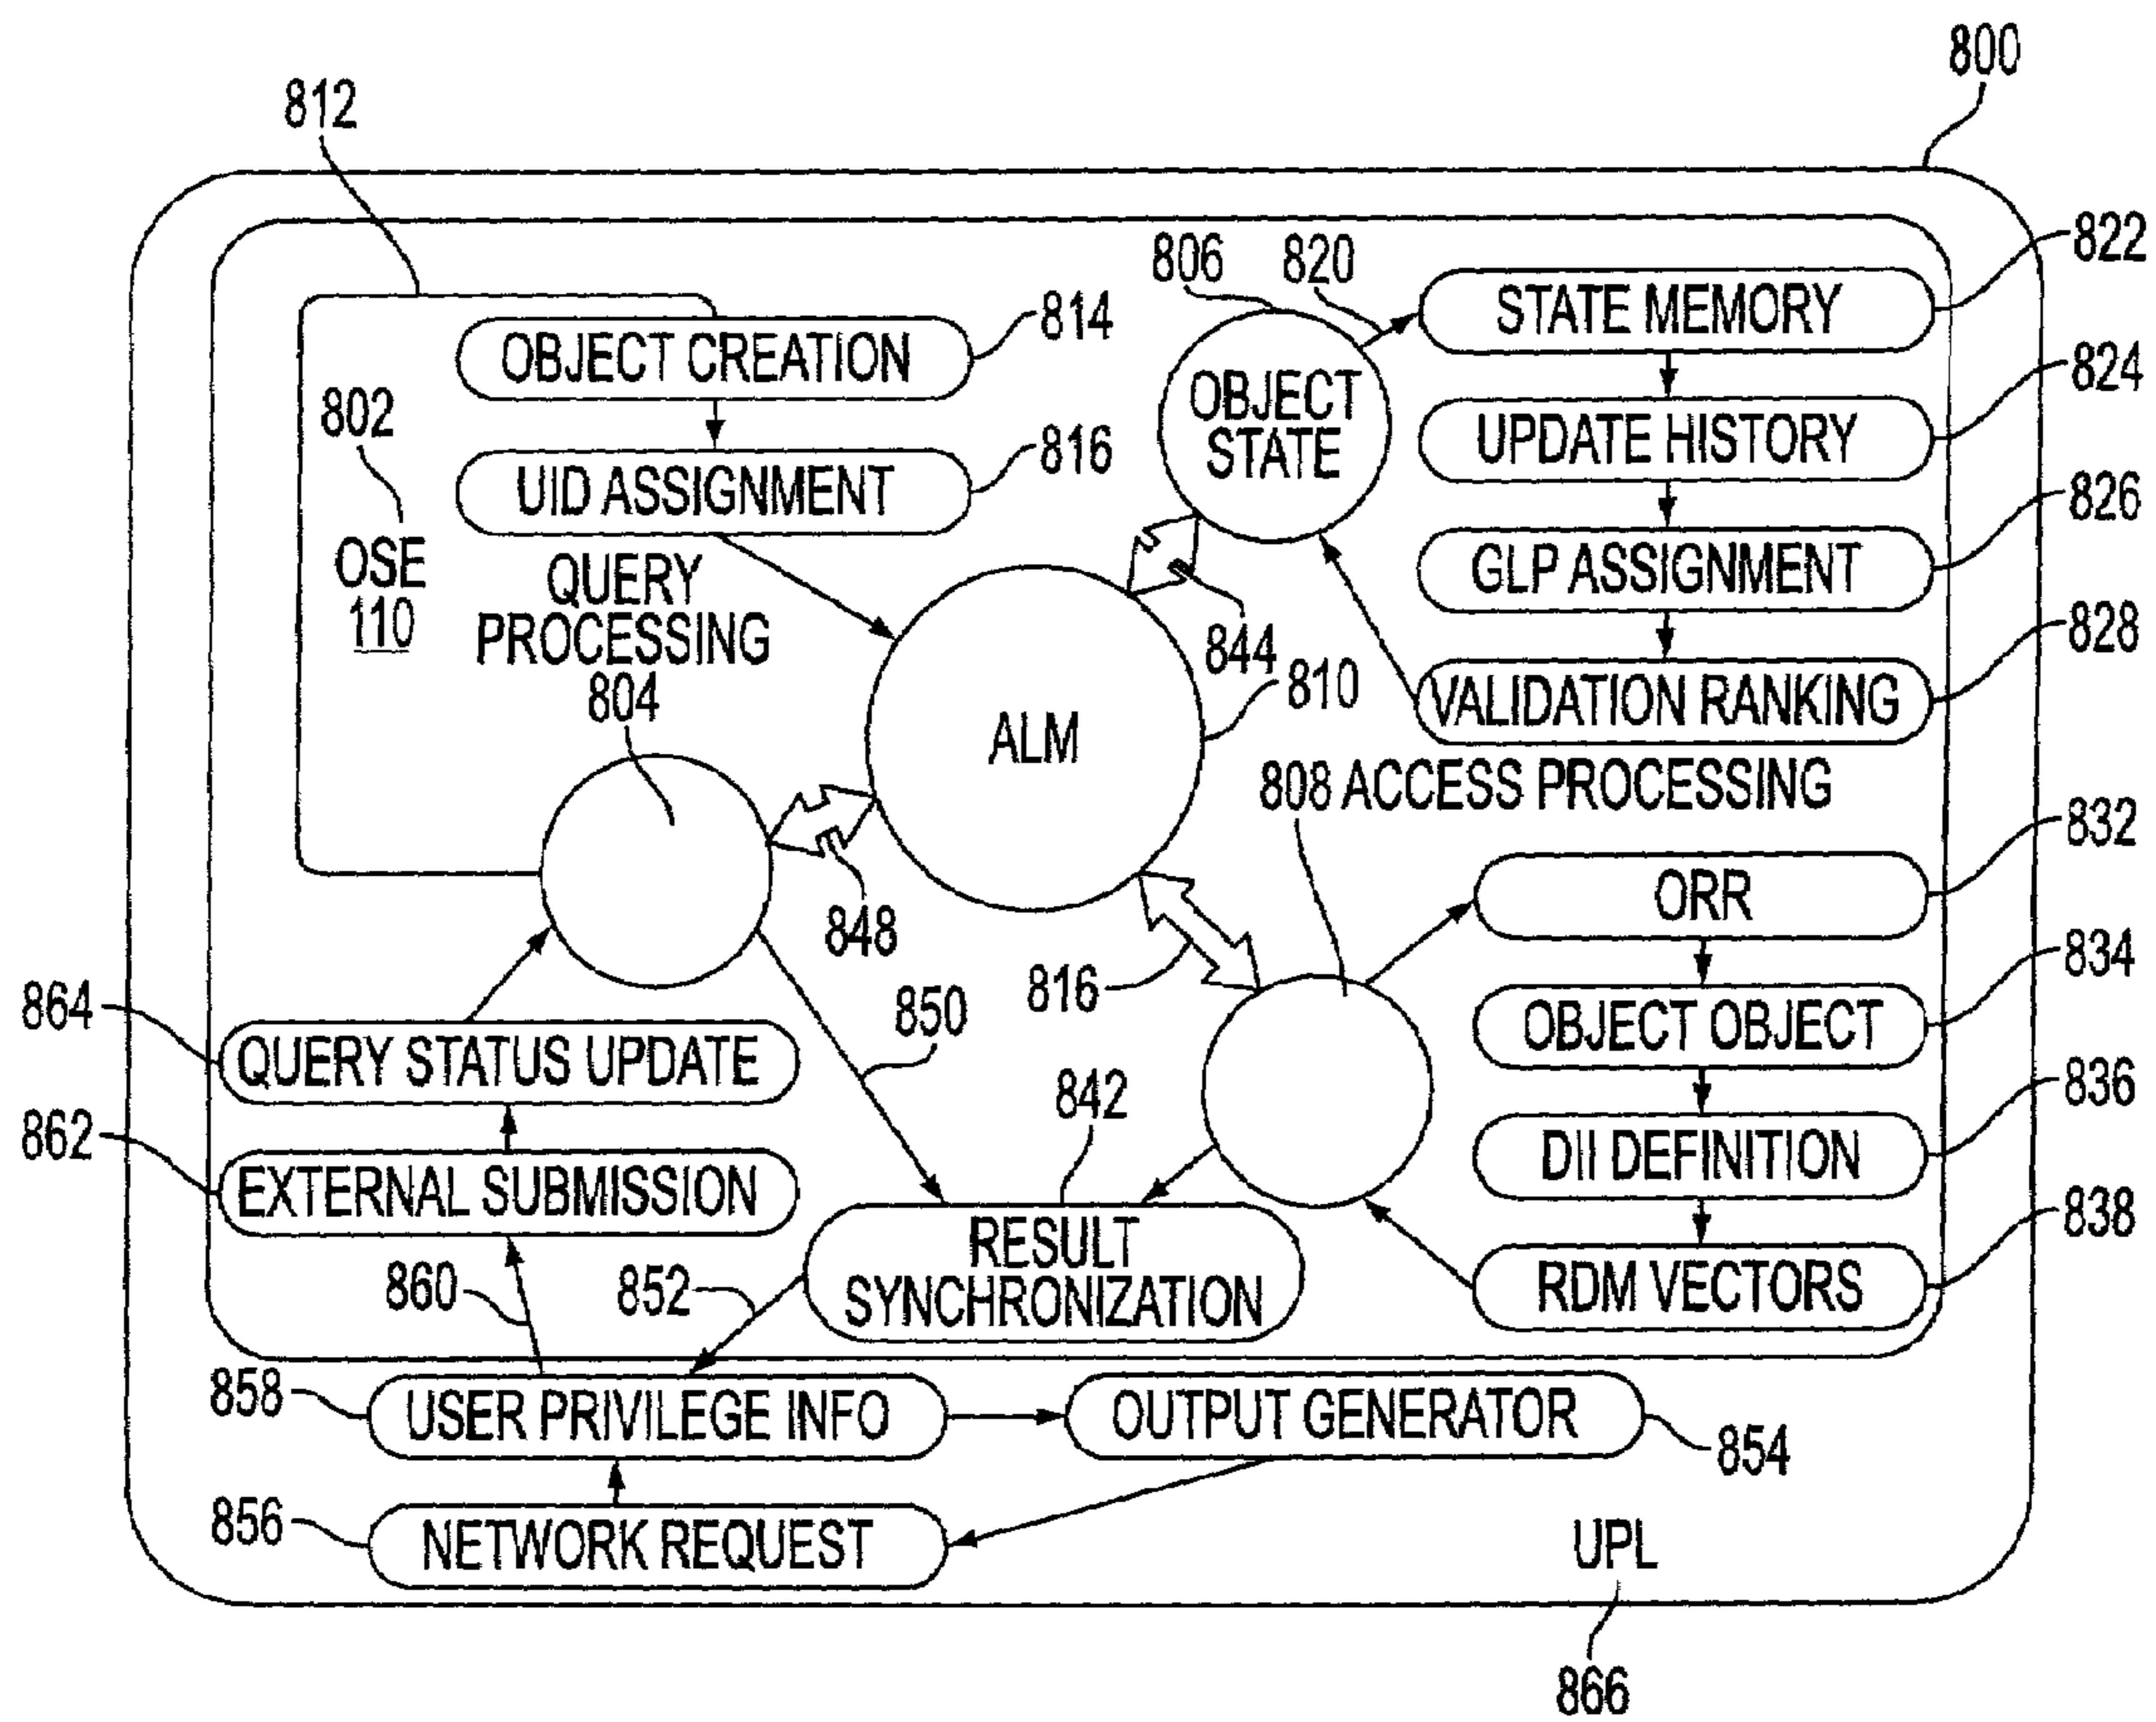 800
812
806
820
822
STATE MEMORY
OBJECT CREATION
814
824
802
OBJECT
STATE
UPDATE HISTORY
816
UID ASSIGNMENT
826
OSE
110
QUERY
PROCESSING
804
GLP ASSIGNMENT
844
828
810
VALIDATION RANKING
ALM
808 ACCESS PROCESSING
832
ORR
848
834
816
864
850
OBJECT OBJECT
QUERY STATUS UPDATE
842
836
862
DII DEFINITION
EXTERNAL SUBMISSION
838
RESULT
SYNCHRONIZATION
860
852
RDM VECTORS
858
USER PRIVILEGE INFO
OUTPUT GENERATOR
854
856
NETWORK REQUEST
UPL
866